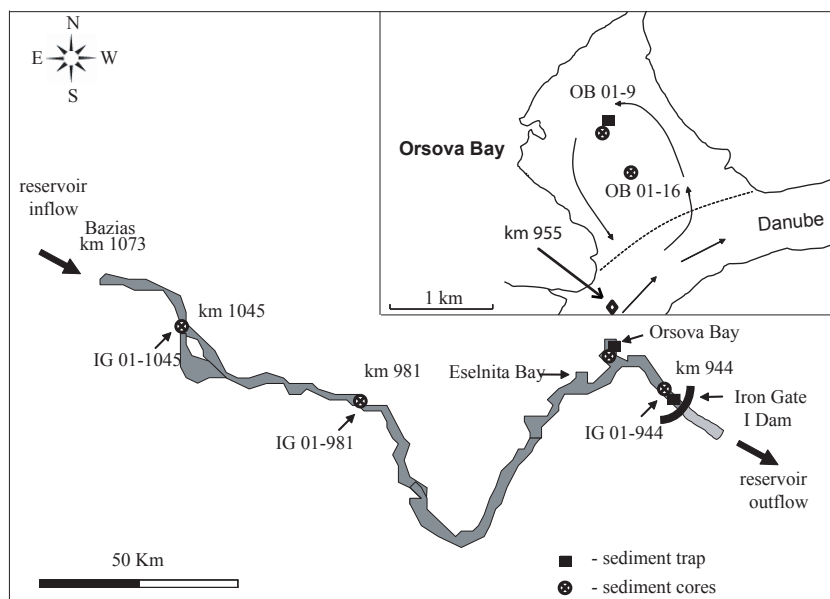 N
E W
S
reservoir
inflow
Bazias
km 1073
km 1045
IG 01-1045
km 981
IG 01-981
Eselnita Bay
Orsova Bay
km 944
IG 01-944
Iron Gate
I Dam
reservoir
outflow
50 Km
- sediment trap
- sediment cores
Orsova Bay
OB 01-9
OB 01-16
km 955
Danube
1 km